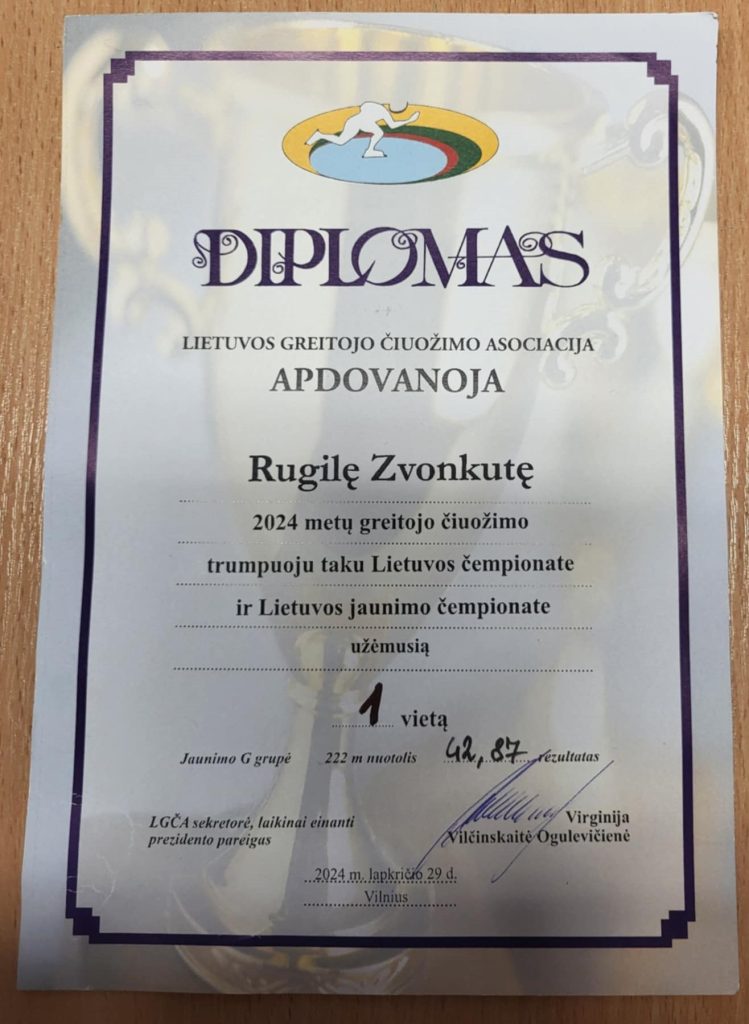 DIPLOMAS
LIETUVOS GREITOJO ČIUOŽIMO ASOCIACIJA
APDOVANOJA
Rugilę Zvonkutę
2024 metų greitojo čiuožimo
trumpuoju taku Lietuvos čempionate
ir Lietuvos jaunimo čempionate
užėmusią
1 vietą
Jaunimo G grupė 222 m nuotolis 42,87 rezultatas
LGČA sekretorė, laikinai einanti
prezidento pareigas
Virginija
Vilčinskaitė Ogulevičienė
2024 m. lapkričio 29 d.
Vilnius